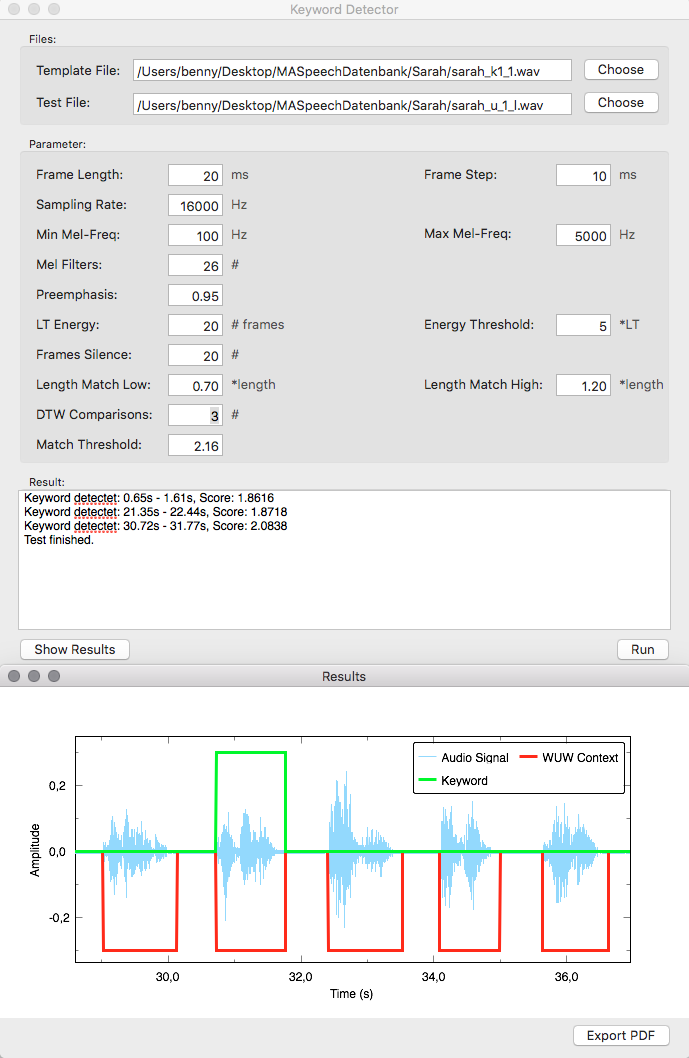 Keyword Detector
Files:
Template File: /Users/benny/Desktop/MASpeechDatenbank/Sarah/sarah_k1_1.wav Choose
Test File: /Users/benny/Desktop/MASpeechDatenbank/Sarah/sarah_u_1_l.wav Choose
Parameter:
Frame Length: 20 ms Frame Step: 10 ms
Sampling Rate: 16000 Hz
Min Mel-Freq: 100 Hz Max Mel-Freq: 5000 Hz
Mel Filters: 26 #
Preemphasis: 0.95
LT Energy: 20 # frames Energy Threshold: 5 *LT
Frames Silence: 20 #
Length Match Low: 0.70 *length Length Match High: 1.20 *length
DTW Comparisons: 3 #
Match Threshold: 2.16
Result:
Keyword detectet: 0.65s - 1.61s, Score: 1.8616
Keyword detectet: 21.35s - 22.44s, Score: 1.8718
Keyword detectet: 30.72s - 31.77s, Score: 2.0838
Test finished.
Show Results Run
Results
Audio Signal WUW Context
Keyword
0,2
0,0
-0,2
Amplitude
30,0 32,0 34,0 36,0
Time (s)
Export PDF